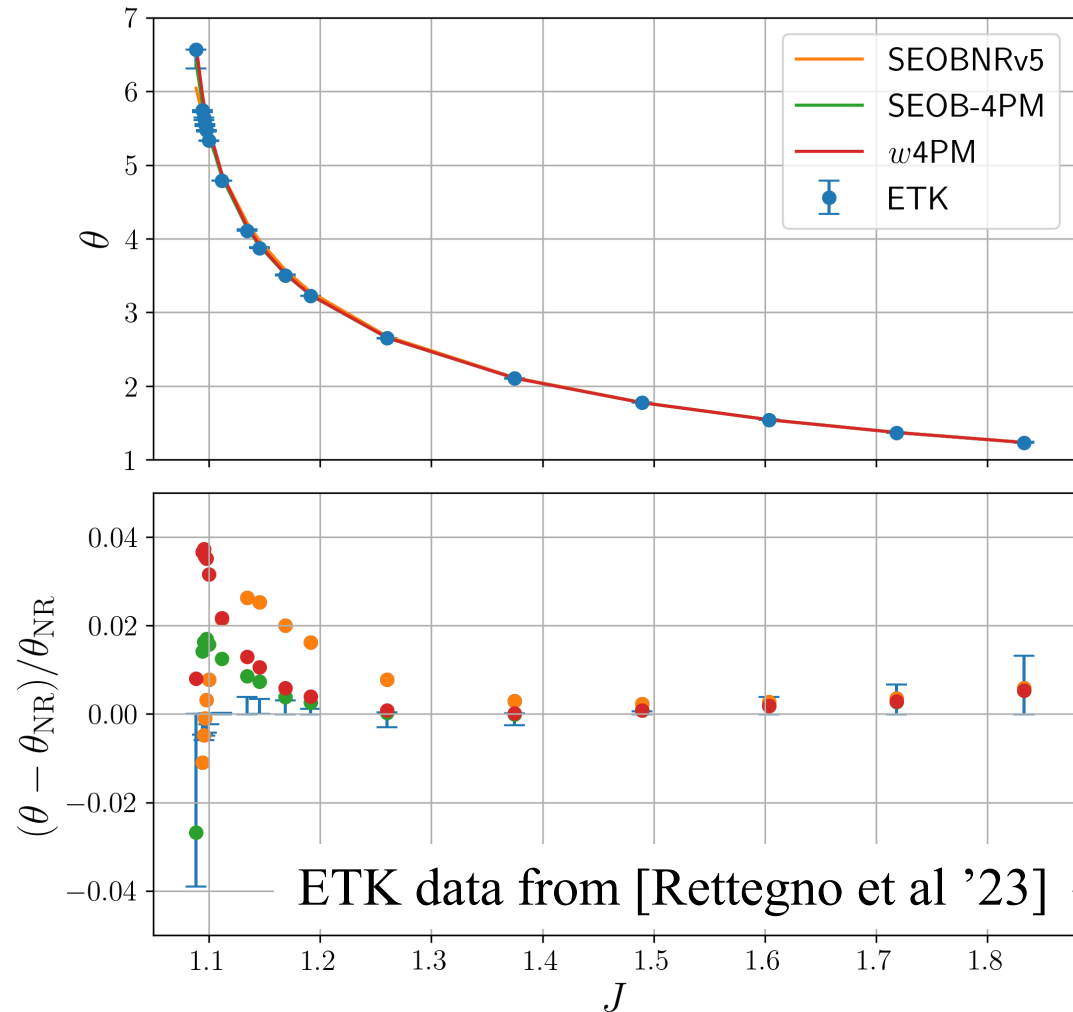 7
6
5
4
3
2
1
θ
SEOBNRv5
SEOB-4PM
w4PM
ETK
0.04
0.02
0.00
−0.02
−0.04
(θ − θ_NR)/θ_NR
ETK data from [Rettegno et al ’23]
1.1 1.2 1.3 1.4 1.5 1.6 1.7 1.8
J